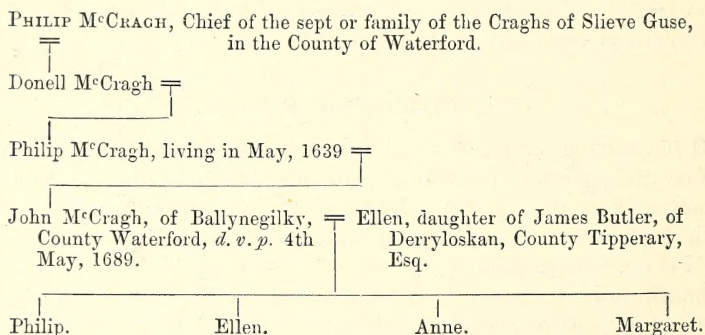 PHILIP MᶜCRAGH, Chief of the sept or family of the Craghs of Slieve Guse,
in the County of Waterford.
Donell MᶜCragh
Philip MᶜCragh, living in May, 1639
John MᶜCragh, of Ballynegilky,
County Waterford, d. v. p. 4th
May, 1689.
Ellen, daughter of James Butler, of
Derryloskan, County Tipperary,
Esq.
Philip. Ellen. Anne. Margaret.